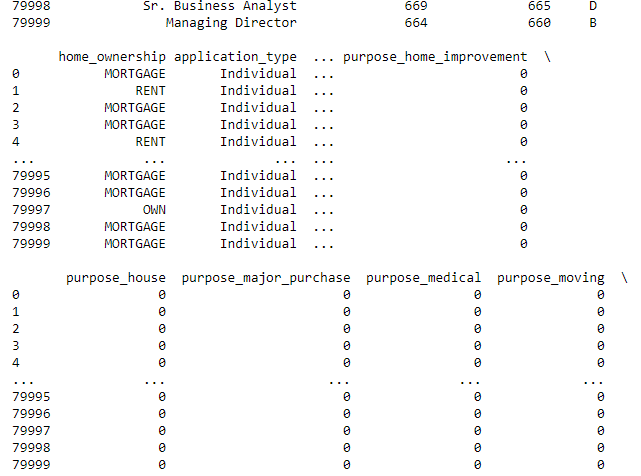 79998 Sr. Business Analyst 669 665 D
79999 Managing Director 664 660 B
home_ownership application_type ... purpose_home_improvement \
0 MORTGAGE Individual ... 0
1 RENT Individual ... 0
2 MORTGAGE Individual ... 0
3 MORTGAGE Individual ... 0
4 RENT Individual ... 0
... ... ... ... ...
79995 MORTGAGE Individual ... 0
79996 MORTGAGE Individual ... 0
79997 OWN Individual ... 0
79998 MORTGAGE Individual ... 0
79999 MORTGAGE Individual ... 0
purpose_house purpose_major_purchase purpose_medical purpose_moving \
0 0 0 0 0
1 0 0 0 0
2 0 0 0 0
3 0 0 0 0
4 0 0 0 0
... ... ... ... ...
79995 0 0 0 0
79996 0 0 0 0
79997 0 0 0 0
79998 0 0 0 0
79999 0 0 0 0